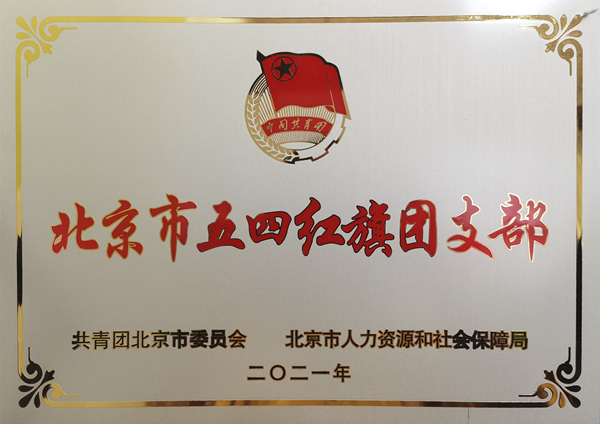 中国共青团
北京市五四红旗团支部
共青团北京市委员会 北京市人力资源和社会保障局
二〇二一年